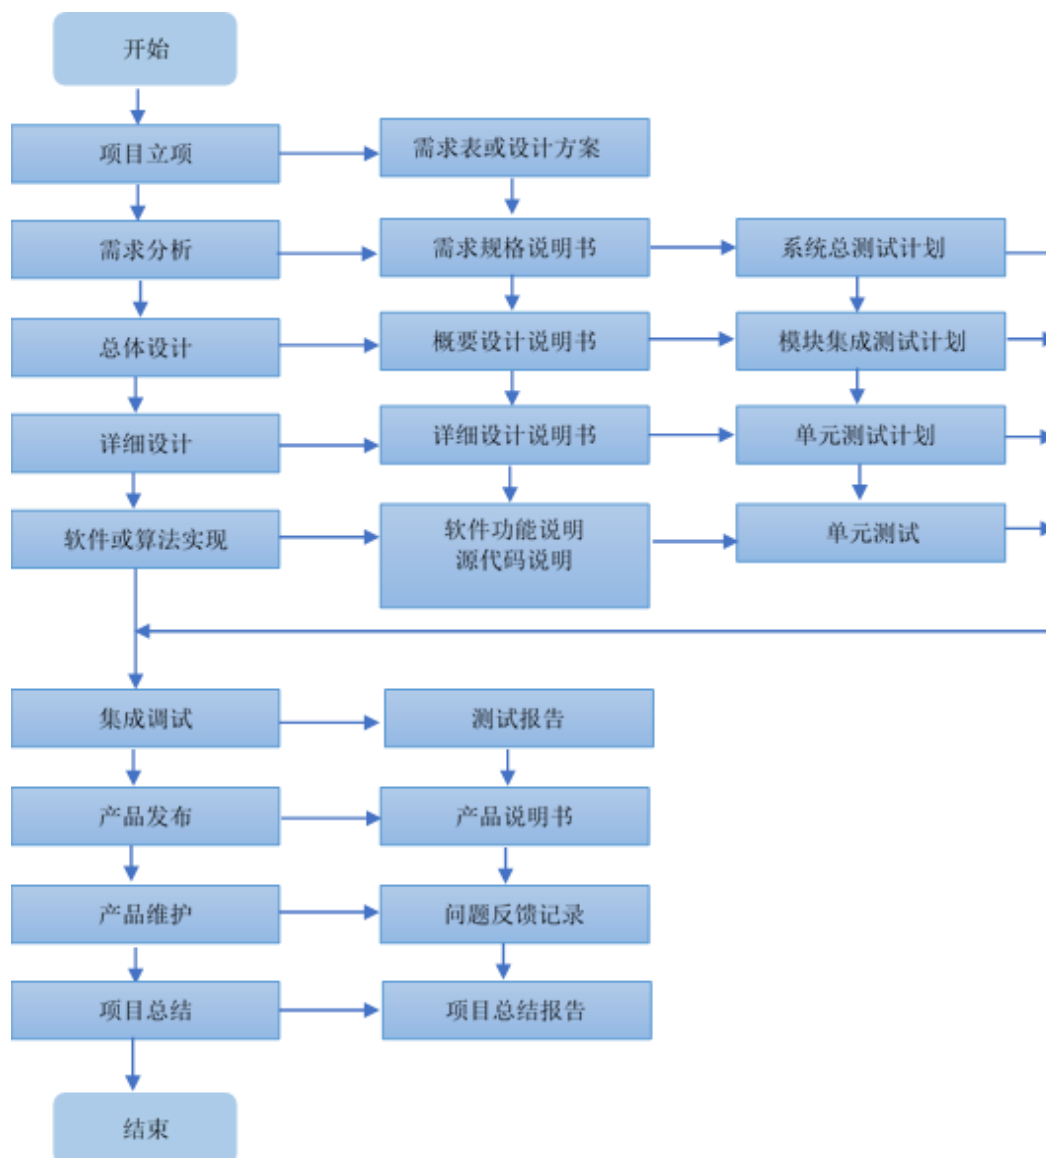 开始
项目立项
需求表或设计方案
需求分析
需求规格说明书
系统总测试计划
总体设计
概要设计说明书
模块集成测试计划
详细设计
详细设计说明书
单元测试计划
软件或算法实现
软件功能说明
源代码说明
单元测试
集成调试
测试报告
产品发布
产品说明书
产品维护
问题反馈记录
项目总结
项目总结报告
结束